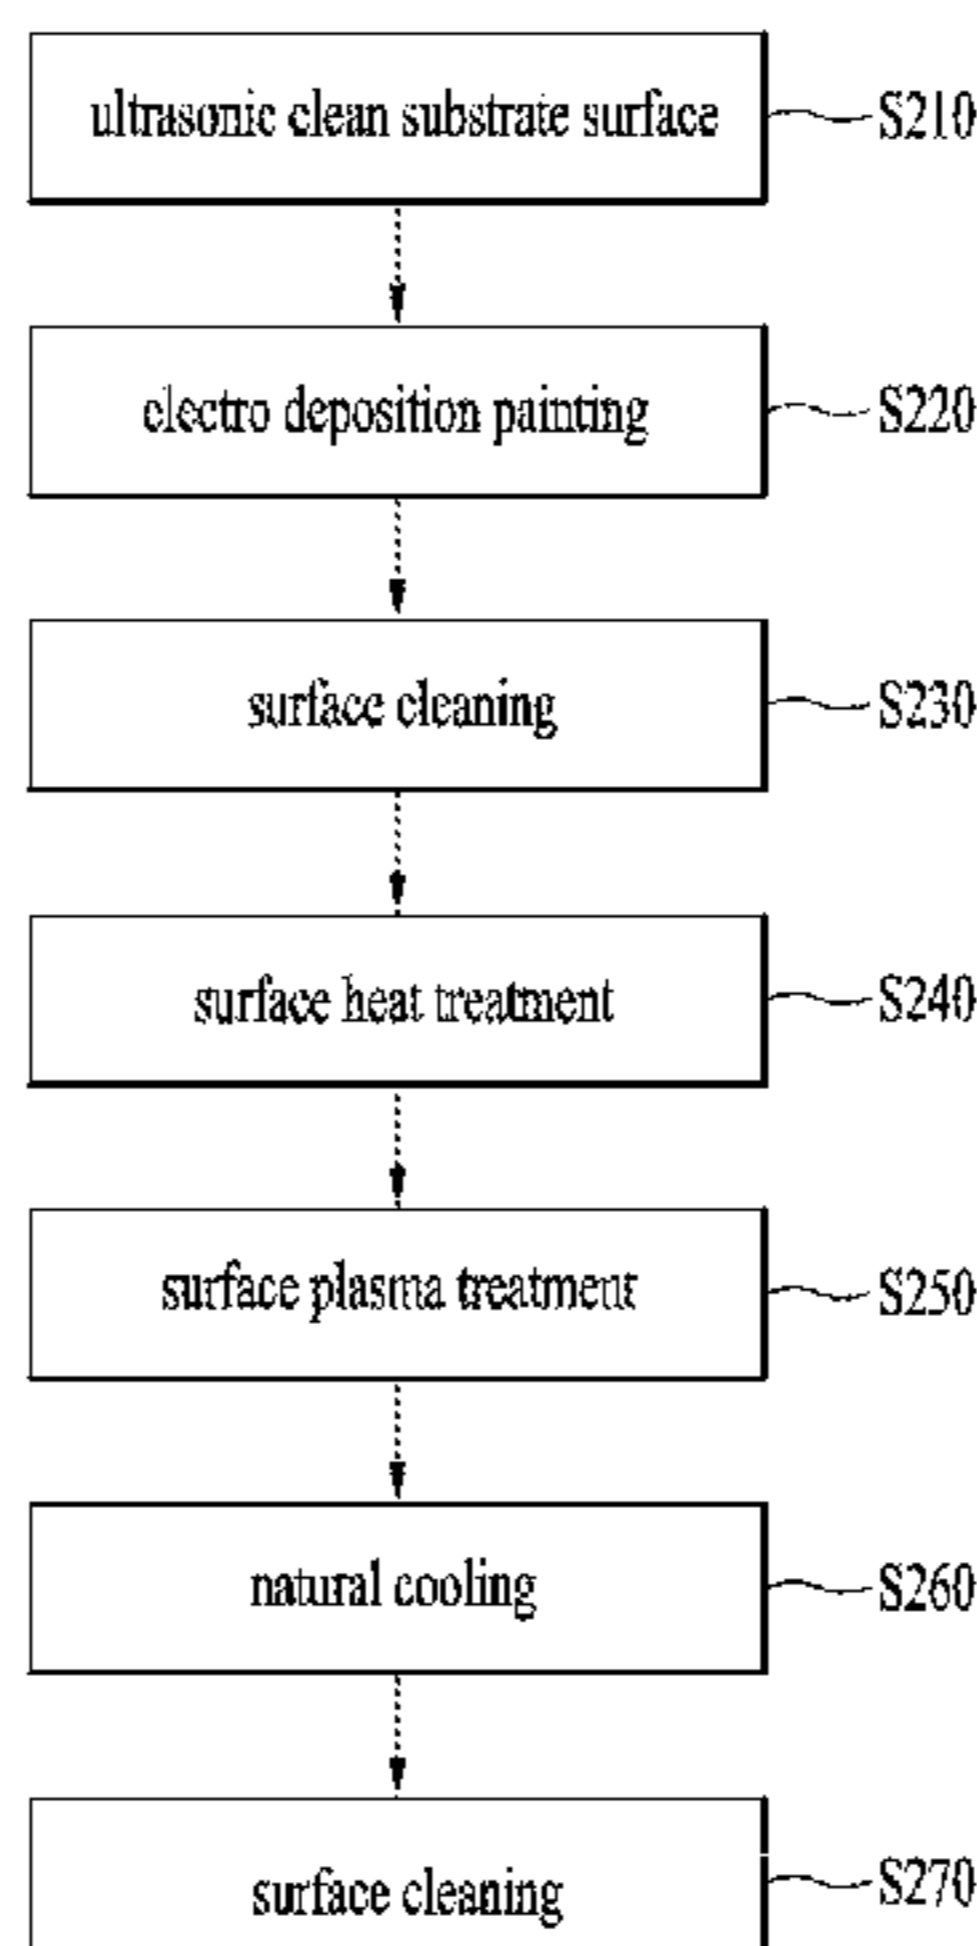 ultrasonic clean substrate surface S210
electro deposition painting S220
surface cleaning S230
surface heat treatment S240
surface plasma treatment S250
natural cooling S260
surface cleaning S270